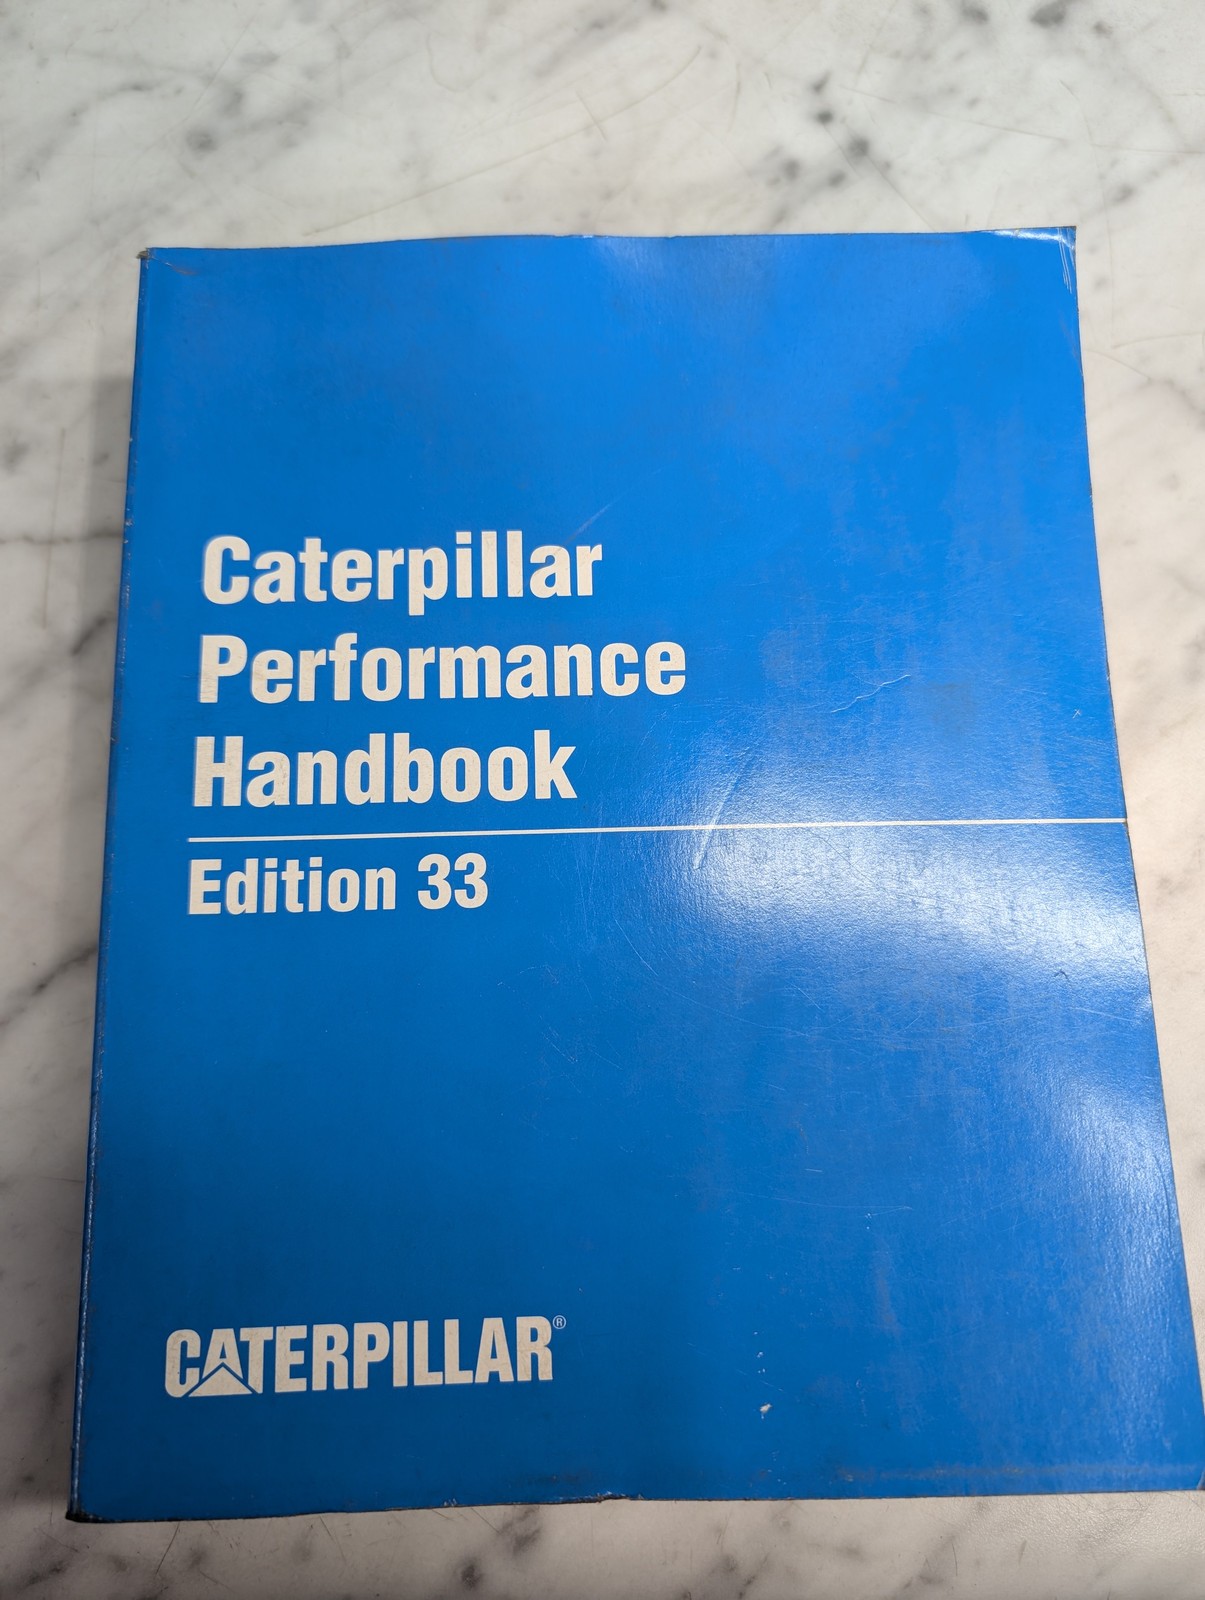 Caterpillar
Performance
Handbook
Edition 33
CATERPILLAR®